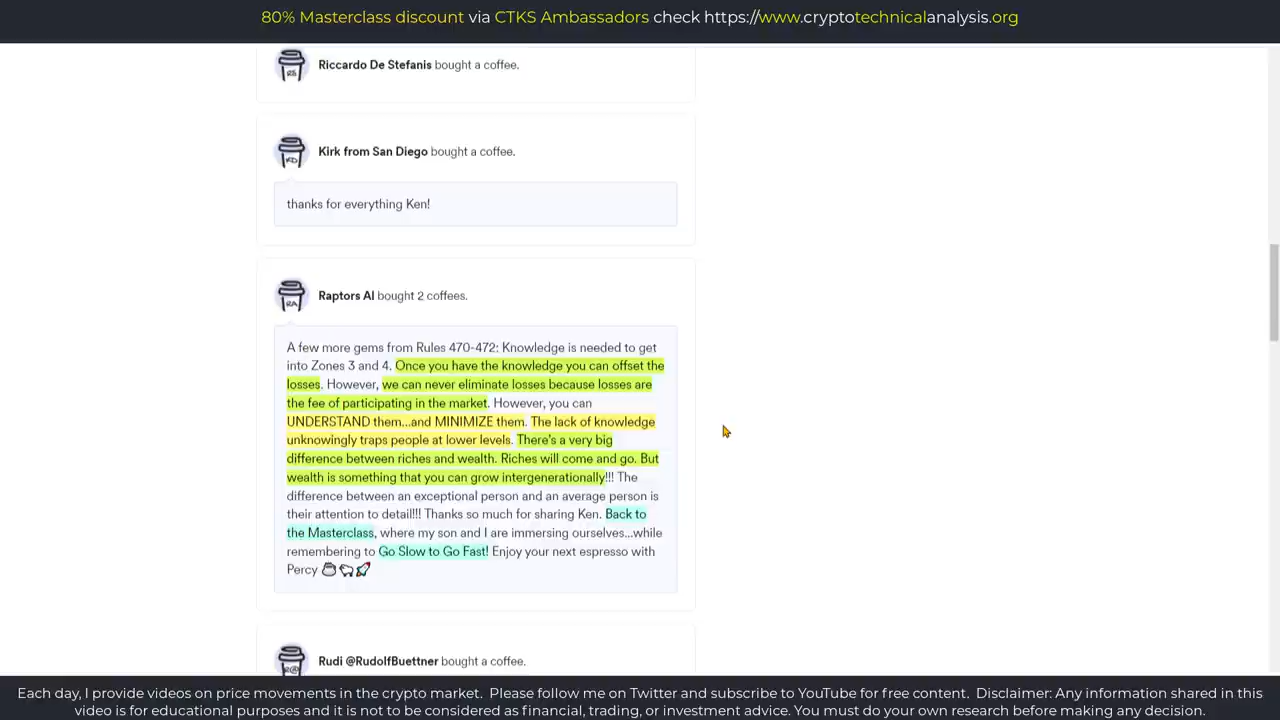 80% Masterclass discount via CTKS Ambassadors check https://www.cryptotechnicalanalysis.org
Riccardo De Stefanis bought a coffee.
Kirk from San Diego bought a coffee.
thanks for everything Ken!
Raptors AI bought 2 coffees.
A few more gems from Rules 470-472: Knowledge is needed to get
into Zones 3 and 4. Once you have the knowledge you can offset the
losses. However, we can never eliminate losses because losses are
the fee of participating in the market. However, you can
UNDERSTAND them...and MINIMIZE them. The lack of knowledge
unknowingly traps people at lower levels. There's a very big
difference between riches and wealth. Riches will come and go. But
wealth is something that you can grow intergenerationally!!! The
difference between an exceptional person and an average person is
their attention to detail!!! Thanks so much for sharing Ken. Back to
the Masterclass, where my son and I are immersing ourselves...while
remembering to Go Slow to Go Fast! Enjoy your next espresso with
Percy
Rudi @RudolfBuettner bought a coffee.
Each day, I provide videos on price movements in the crypto market. Please follow me on Twitter and subscribe to YouTube for free content. Disclaimer: Any information shared in this
video is for educational purposes and it is not to be considered as financial, trading, or investment advice. You must do your own research before making any decision.